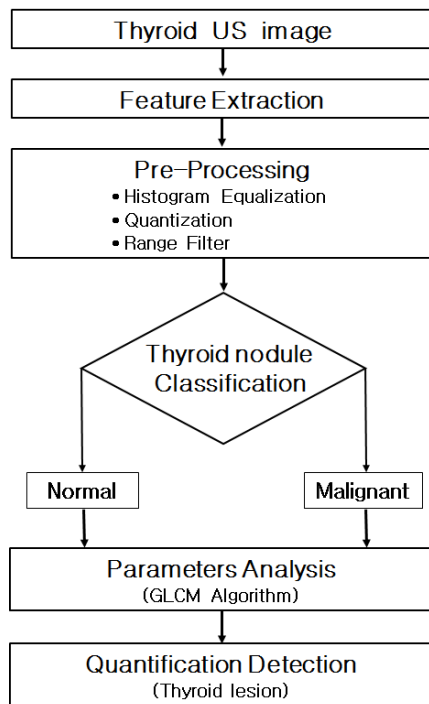 Thyroid US image
Feature Extraction
Pre-Processing
• Histogram Equalization
• Quantization
• Range Filter
Thyroid nodule
Classification
Normal
Malignant
Parameters Analysis
(GLCM Algorithm)
Quantification Detection
(Thyroid lesion)